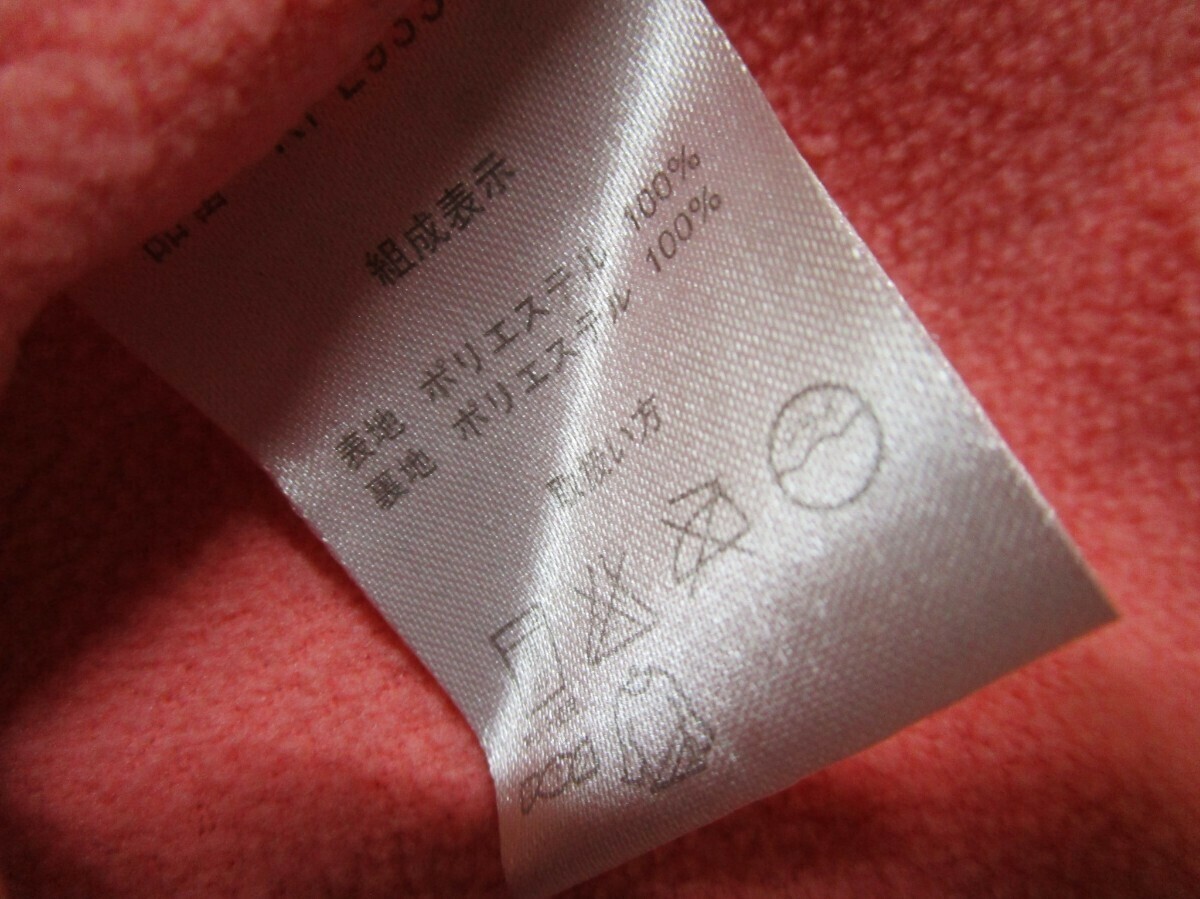 組成表示
表地 ポリエステル 100%
裏地 ポリエステル 100%
取扱い方